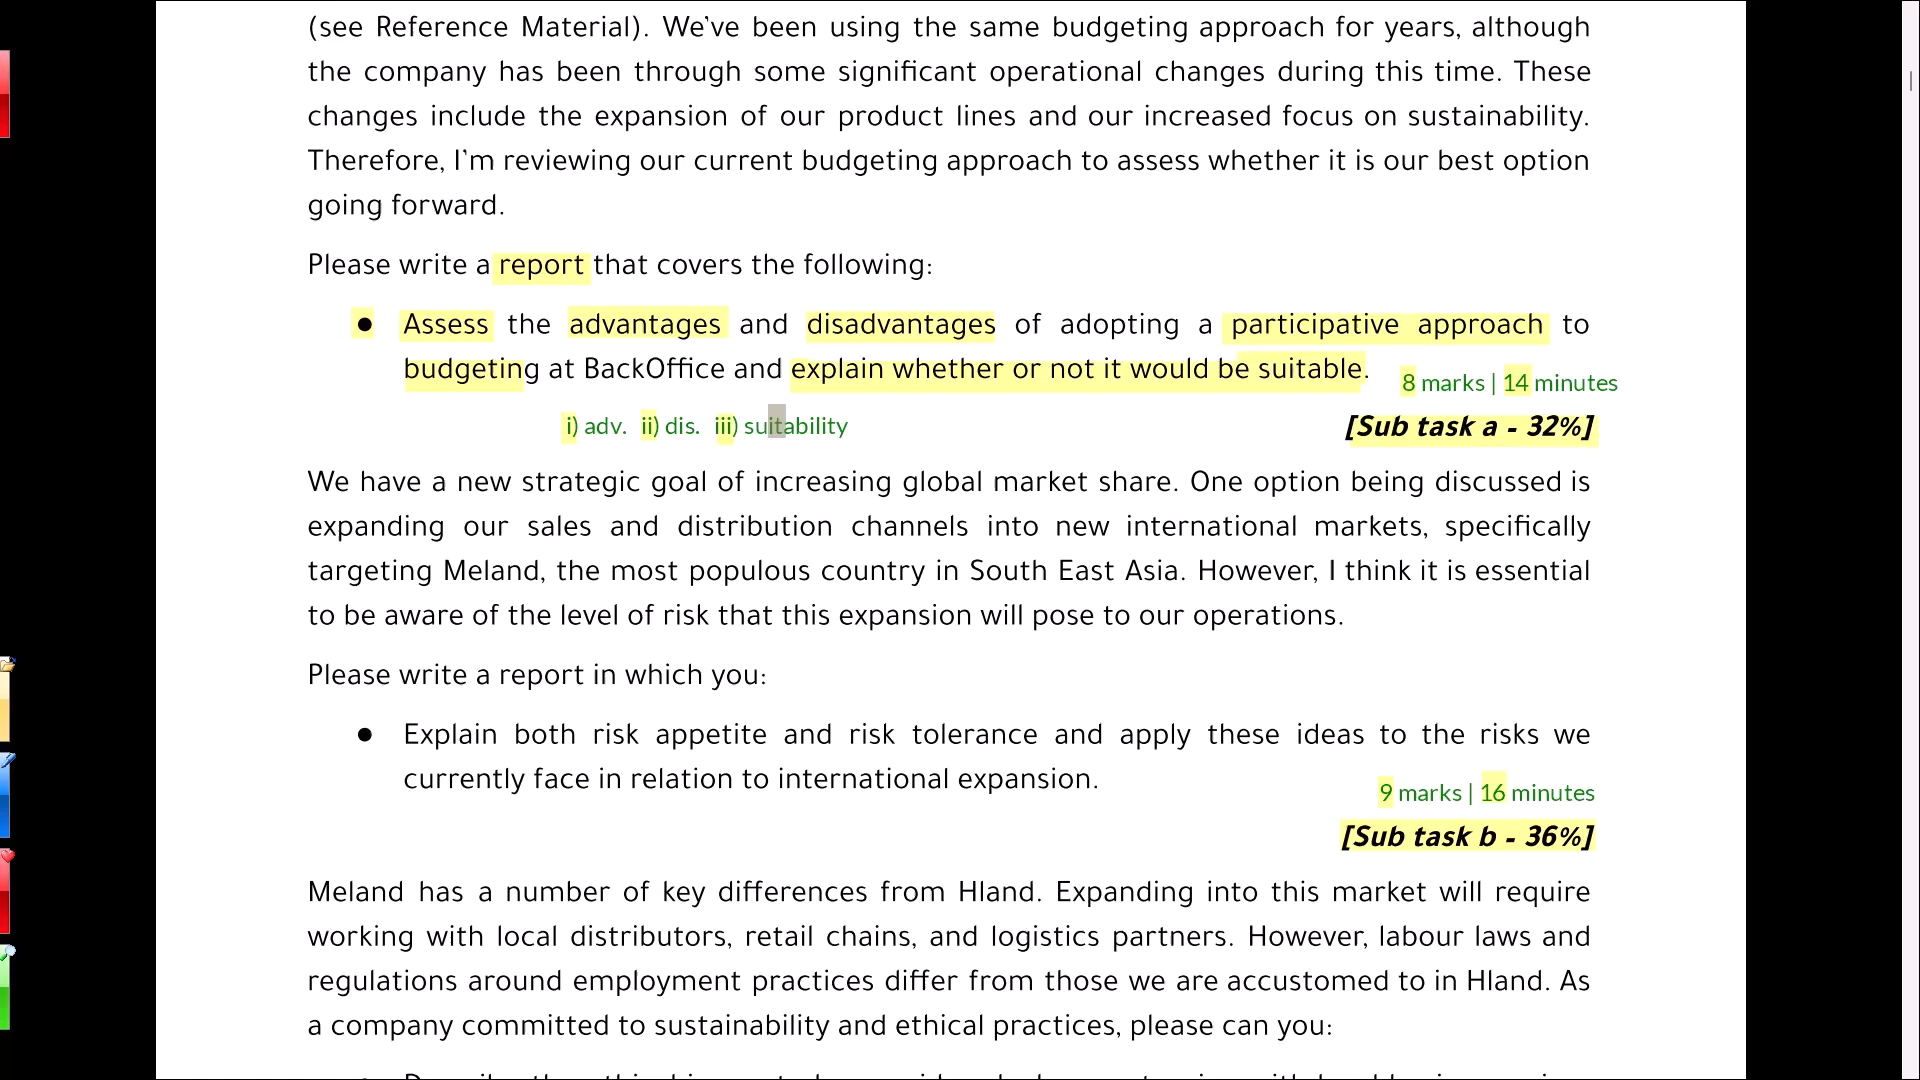 (see Reference Material). We've been using the same budgeting approach for years, although
the company has been through some significant operational changes during this time. These
changes include the expansion of our product lines and our increased focus on sustainability.
Therefore, I'm reviewing our current budgeting approach to assess whether it is our best option
going forward.
Please write a report that covers the following:
● Assess the advantages and disadvantages of adopting a participative approach to
budgeting at BackOffice and explain whether or not it would be suitable.
8 marks | 14 minutes
i) adv. ii) dis. iii) suitability
[Sub task a - 32%]
We have a new strategic goal of increasing global market share. One option being discussed is
expanding our sales and distribution channels into new international markets, specifically
targeting Meland, the most populous country in South East Asia. However, I think it is essential
to be aware of the level of risk that this expansion will pose to our operations.
Please write a report in which you:
● Explain both risk appetite and risk tolerance and apply these ideas to the risks we
currently face in relation to international expansion.
9 marks | 16 minutes
[Sub task b - 36%]
Meland has a number of key differences from Hland. Expanding into this market will require
working with local distributors, retail chains, and logistics partners. However, labour laws and
regulations around employment practices differ from those we are accustomed to in Hland. As
a company committed to sustainability and ethical practices, please can you: